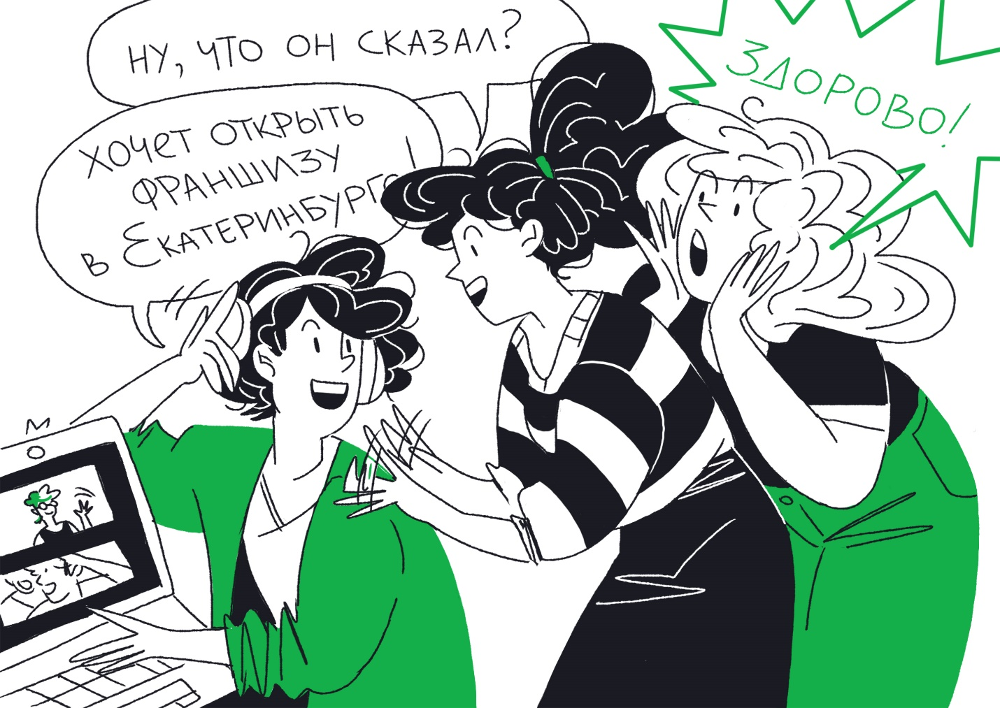 НУ, ЧТО ОН СКАЗАЛ?
ХОЧЕТ ОТКРЫТЬ
ФРАНШИЗУ
В ЕКАТЕРИНБУРГЕ!
ЗДОРОВО!